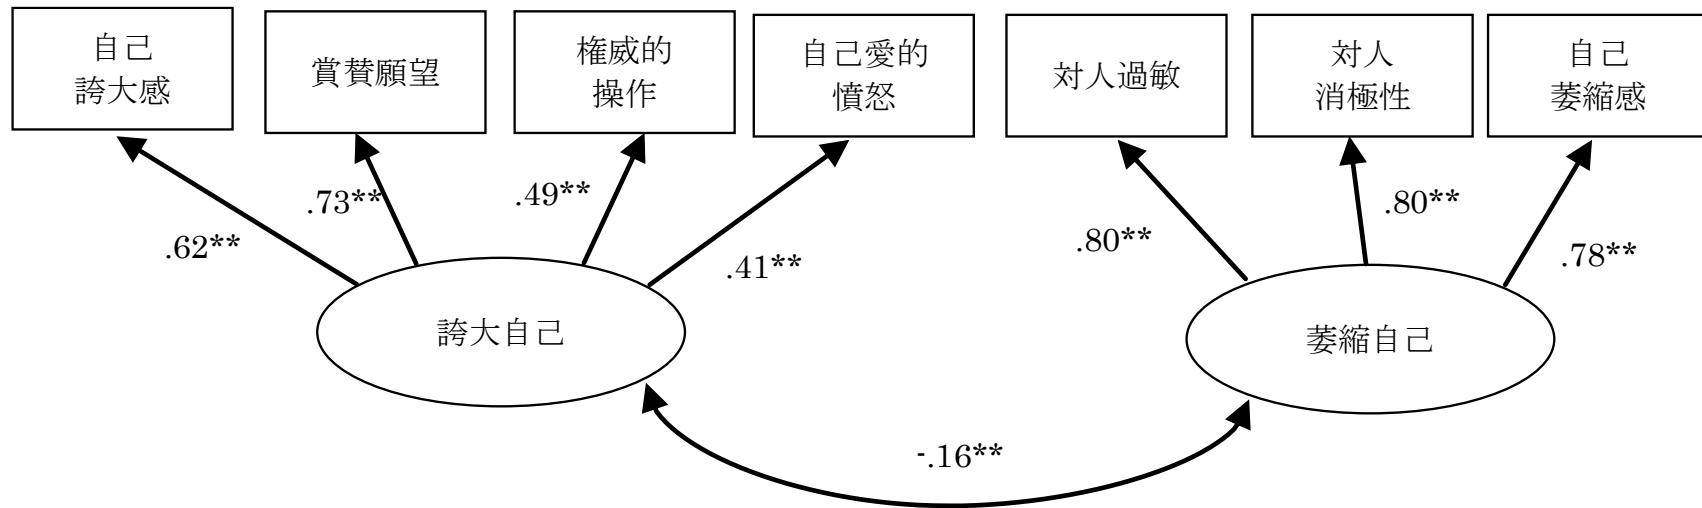 自己
誇大感
賞賛願望
権威的
操作
自己愛的
憤怒
対人過敏
対人
消極性
自己
萎縮感
.62**
.73**
.49**
.41**
.80**
.80**
.78**
誇大自己
萎縮自己
-.16**